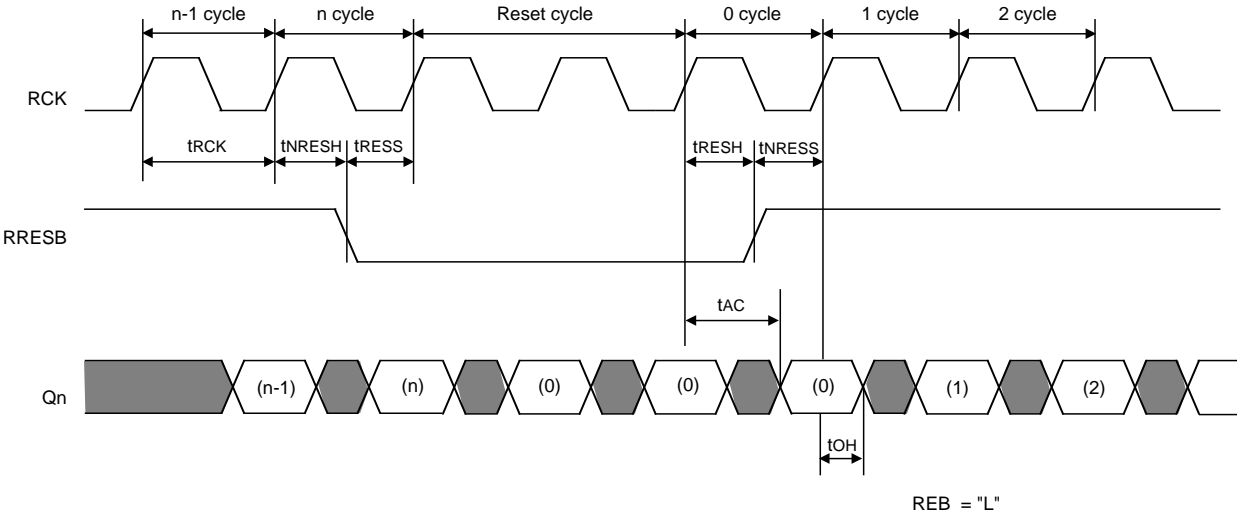 n-1 cycle n cycle Reset cycle 0 cycle 1 cycle 2 cycle
RCK
tRCK tNRESH tRESS tRESH tNRESS
RRESB
tAC
Qn (n-1) (n) (0) (0) (0) (1) (2)
tOH
REB = "L"